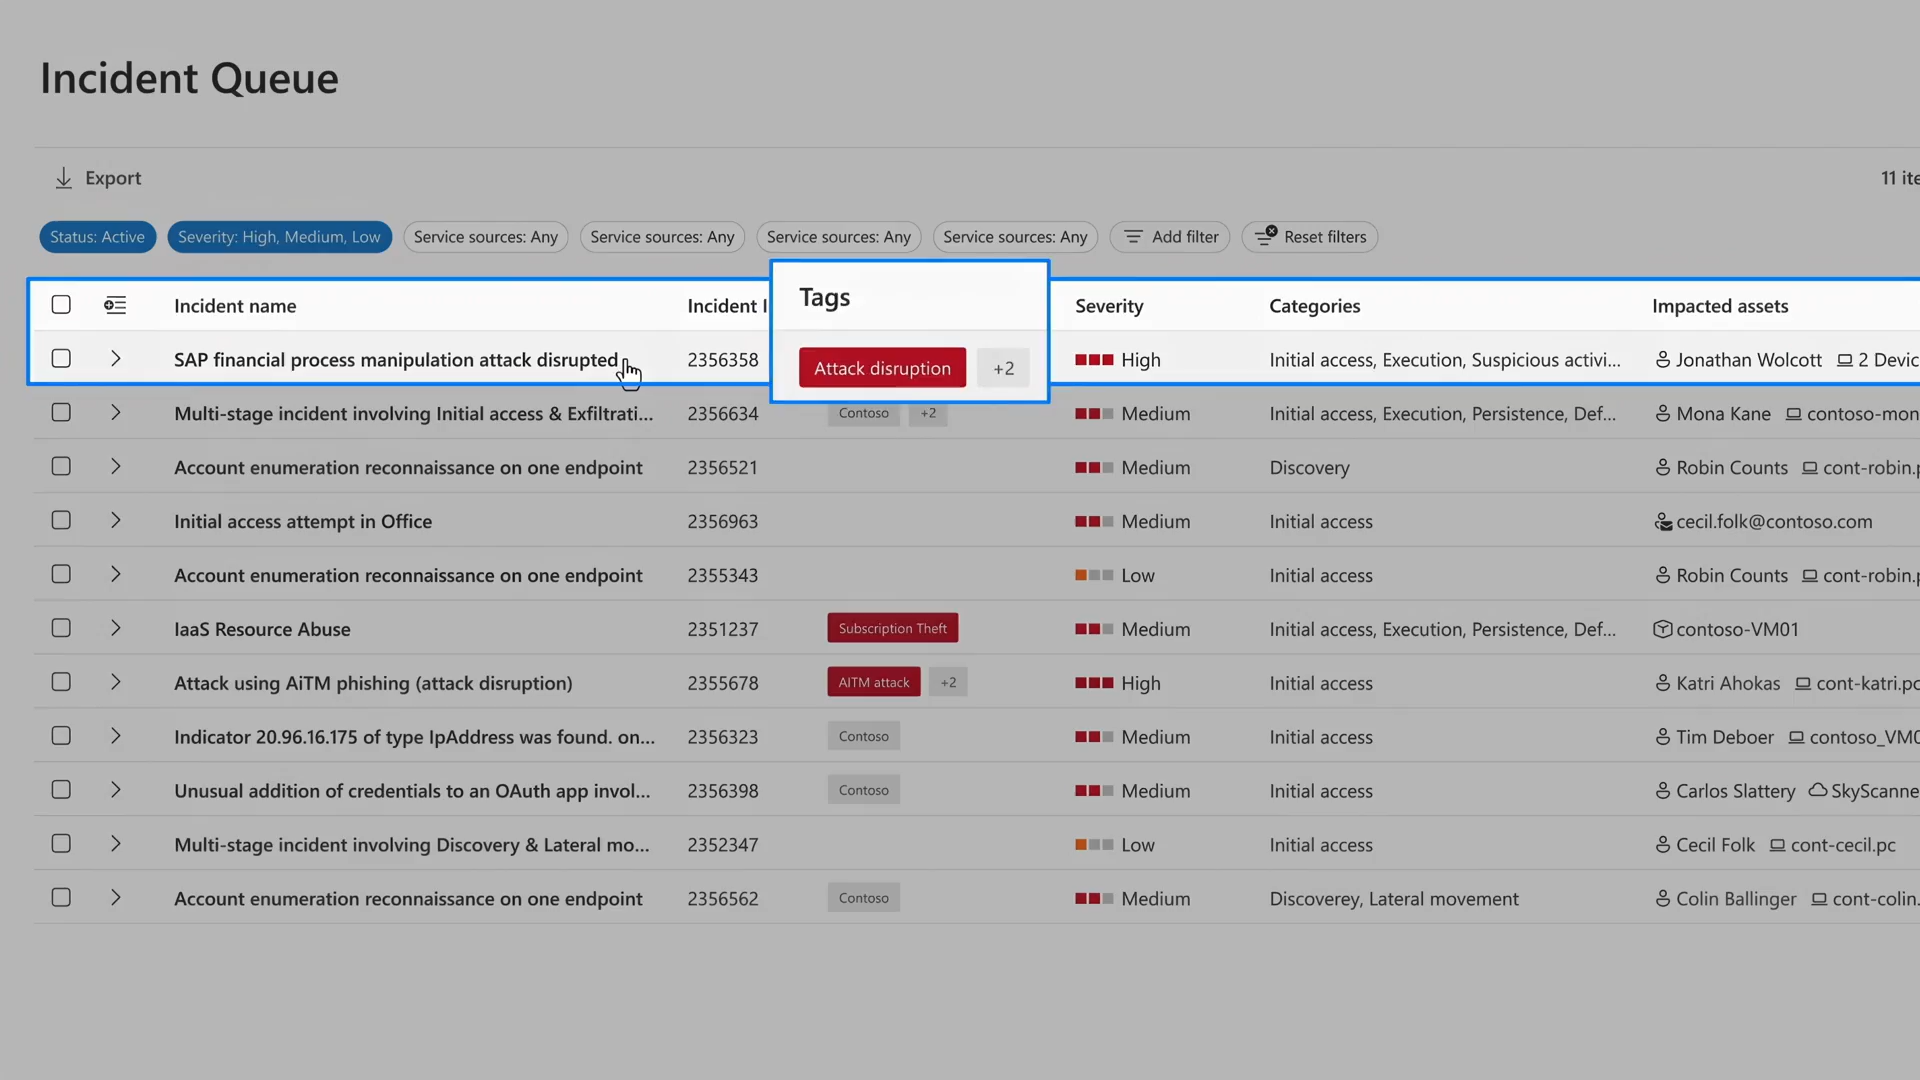 Incident Queue
Export
11 ite
Status: Active Severity: High, Medium, Low Service sources: Any Service sources: Any Service sources: Any Service sources: Any Add filter Reset filters
Incident name Incident I Tags Severity Categories Impacted assets
SAP financial process manipulation attack disrupted 2356358 Attack disruption +2 High Initial access, Execution, Suspicious activi... Jonathan Wolcott 2 Devic
Multi-stage incident involving Initial access & Exfiltrati... 2356634 Contoso +2 Medium Initial access, Execution, Persistence, Def... Mona Kane contoso-mon
Account enumeration reconnaissance on one endpoint 2356521 Medium Discovery Robin Counts cont-robin.p
Initial access attempt in Office 2356963 Medium Initial access cecil.folk@contoso.com
Account enumeration reconnaissance on one endpoint 2355343 Low Initial access Robin Counts cont-robin.p
IaaS Resource Abuse 2351237 Subscription Theft Medium Initial access, Execution, Persistence, Def... contoso-VM01
Attack using AiTM phishing (attack disruption) 2355678 AITM attack +2 High Initial access Katri Ahokas cont-katri.pc
Indicator 20.96.16.175 of type IpAddress was found. on... 2356323 Contoso Medium Initial access Tim Deboer contoso_VM0
Unusual addition of credentials to an OAuth app invol... 2356398 Contoso Medium Initial access Carlos Slattery SkyScanne
Multi-stage incident involving Discovery & Lateral mo... 2352347 Low Initial access Cecil Folk cont-cecil.pc
Account enumeration reconnaissance on one endpoint 2356562 Contoso Medium Discoverey, Lateral movement Colin Ballinger cont-colin.